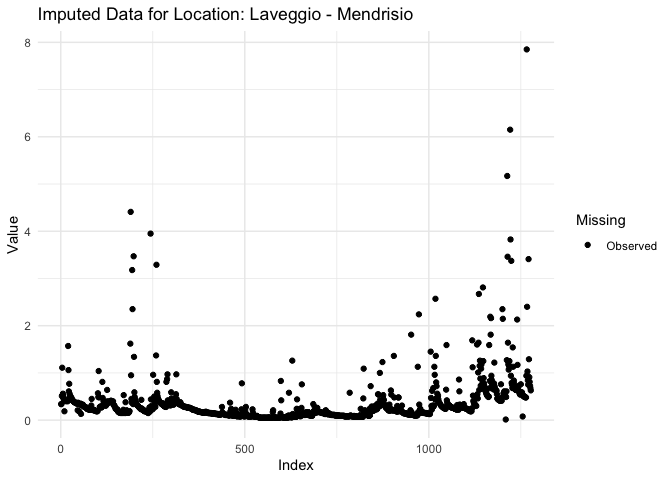 Imputed Data for Location: Laveggio - Mendrisio
8
6
4
2
0
Value
0 500 1000
Index
Missing
Observed